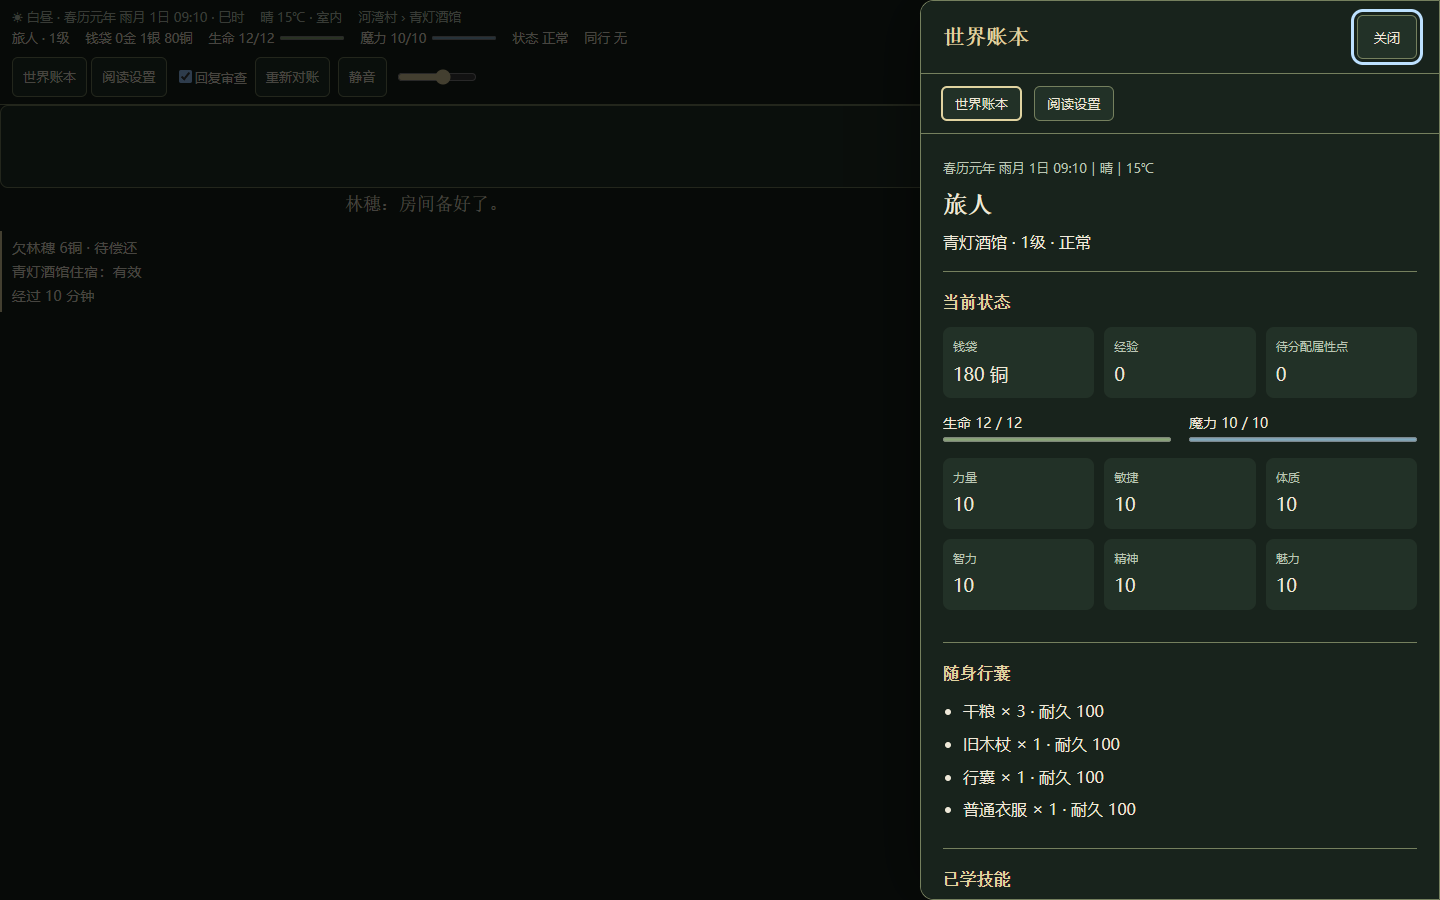 ☀ 白昼 · 春历元年 雨月 1日 09:10 · 巳时 晴 15℃ · 室内 河湾村 › 青灯酒馆
旅人 · 1级 钱袋 0金 1银 80铜 生命 12/12 魔力 10/10 状态 正常 同行 无
世界账本 阅读设置 回复审查 重新对账 静音
林穗：房间备好了。
欠林穗 6铜 · 待偿还
青灯酒馆住宿：有效
经过 10 分钟
世界账本
关闭
世界账本 阅读设置
春历元年 雨月 1日 09:10 | 晴 | 15℃
旅人
青灯酒馆 · 1级 · 正常
当前状态
钱袋 经验 待分配属性点
180 铜 0 0
生命 12 / 12 魔力 10 / 10
力量 敏捷 体质
10 10 10
智力 精神 魅力
10 10 10
随身行囊
• 干粮 × 3 · 耐久 100
• 旧木杖 × 1 · 耐久 100
• 行囊 × 1 · 耐久 100
• 普通衣服 × 1 · 耐久 100
已学技能